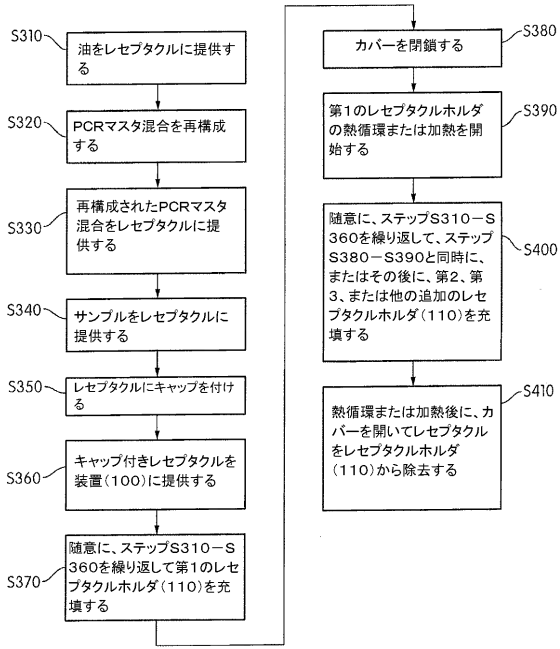 S310
油をレセプタクルに提供す
る
S320
PCRマスタ混合を再構成
する
S330
再構成されたPCRマスタ
混合をレセプタクルに提
供する
S340
サンプルをレセプタクルに
提供する
S350
レセプタクルにキャップを付け
る
S360
キャップ付きレセプタクルを
装置(100)に提供する
S370
随意に、ステップS310-S
360を繰り返して第1のレセ
プタクルホルダ(110)を充
填する
S380
カバーを閉鎖する
S390
第1のレセプタクルホルダ
の熱循環または加熱を開
始する
S400
随意に、ステップS310-S
360を繰り返して、ステップ
S380-S390と同時に、
またはその後に、第2、第
3、または他の追加のレセ
プタクルホルダ(110)を充
填する
S410
熱循環または加熱後に、カ
バーを開いてレセプタクル
をレセプタクルホルダ
(110)から除去する